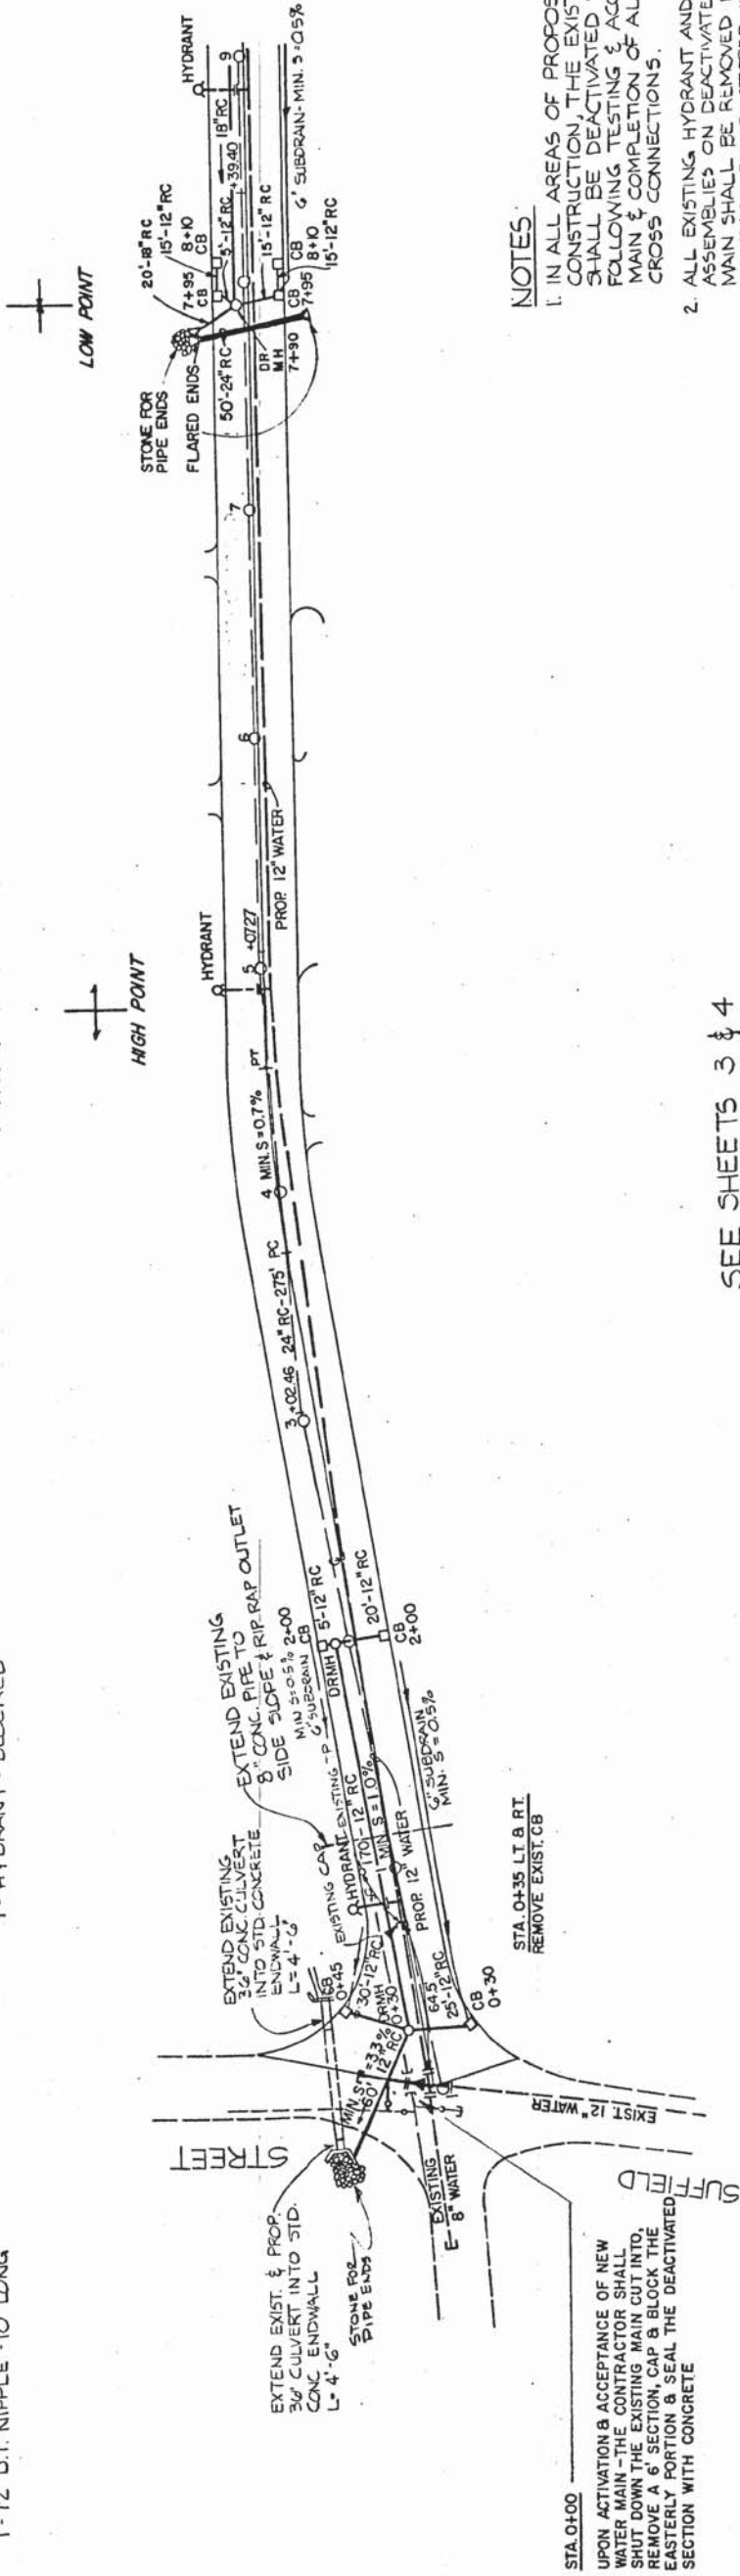 1-12" D.I. NIPPLE - 10' LONG
1- HYDRANT - BLOCKED
LOW POINT
HIGH POINT
STONE FOR
PIPE ENDS
FLARED ENDS
20'-18"RC
15'-12"RC
7+95
CB
8+10
CB
5'-12"RC
18"RC
+39.40
9
HYDRANT
50'-24"RC
DR
MH
7+90
15'-12"RC
CB
7+95
CB
8+10
15'-12"RC
6" SUBDRAIN-MIN. S=0.5%
7
6
PROP. 12" WATER
HYDRANT
5 +07.27
PT
4 MIN. S=0.7%
24" RC-275' PC
3 +02.46
EXTEND EXISTING
8" CONC. PIPE TO
SIDE SLOPE & RIP-RAP OUTLET
MIN S=0.5% 2+00
6" SUBDRAIN CB
5'-12"RC
DRMH
20'-12"RC
CB
2+00
EXTEND EXISTING
36" CONC. CULVERT
INTO STD. CONCRETE
ENDWALL
L=4'-6"
EXISTING CAP
HYDRANT
EXISTING
170'-12"RC
MIN. S=1.0%
PROP. 12" WATER
6" SUBDRAIN
MIN. S=0.5%
CB
0+45
30'-12"RC
DRMH
0+30
64.5'
25'-12"RC
CB
0+30
STA. 0+35 LT. & RT.
REMOVE EXIST. CB
MIN. S=3.3%
60' 12"RC
STREET
SUFFIELD
EXIST. 12" WATER
EXISTING
8" WATER
EXTEND EXIST. & PROP.
36" CULVERT INTO STD.
CONC ENDWALL
L=4'-6"
STONE FOR
PIPE ENDS
STA. 0+00
UPON ACTIVATION & ACCEPTANCE OF NEW
WATER MAIN - THE CONTRACTOR SHALL
SHUT DOWN THE EXISTING MAIN CUT INTO,
REMOVE A 6' SECTION, CAP & BLOCK THE
EASTERLY PORTION & SEAL THE DEACTIVATED
SECTION WITH CONCRETE
NOTES:
1. IN ALL AREAS OF PROPOS
CONSTRUCTION, THE EXIST
SHALL BE DEACTIVATED
FOLLOWING TESTING & ACC
MAIN & COMPLETION OF AL
CROSS CONNECTIONS.
2. ALL EXISTING HYDRANT AND
ASSEMBLIES ON DEACTIVATE
MAIN SHALL BE REMOVED
SEE SHEETS 3 & 4